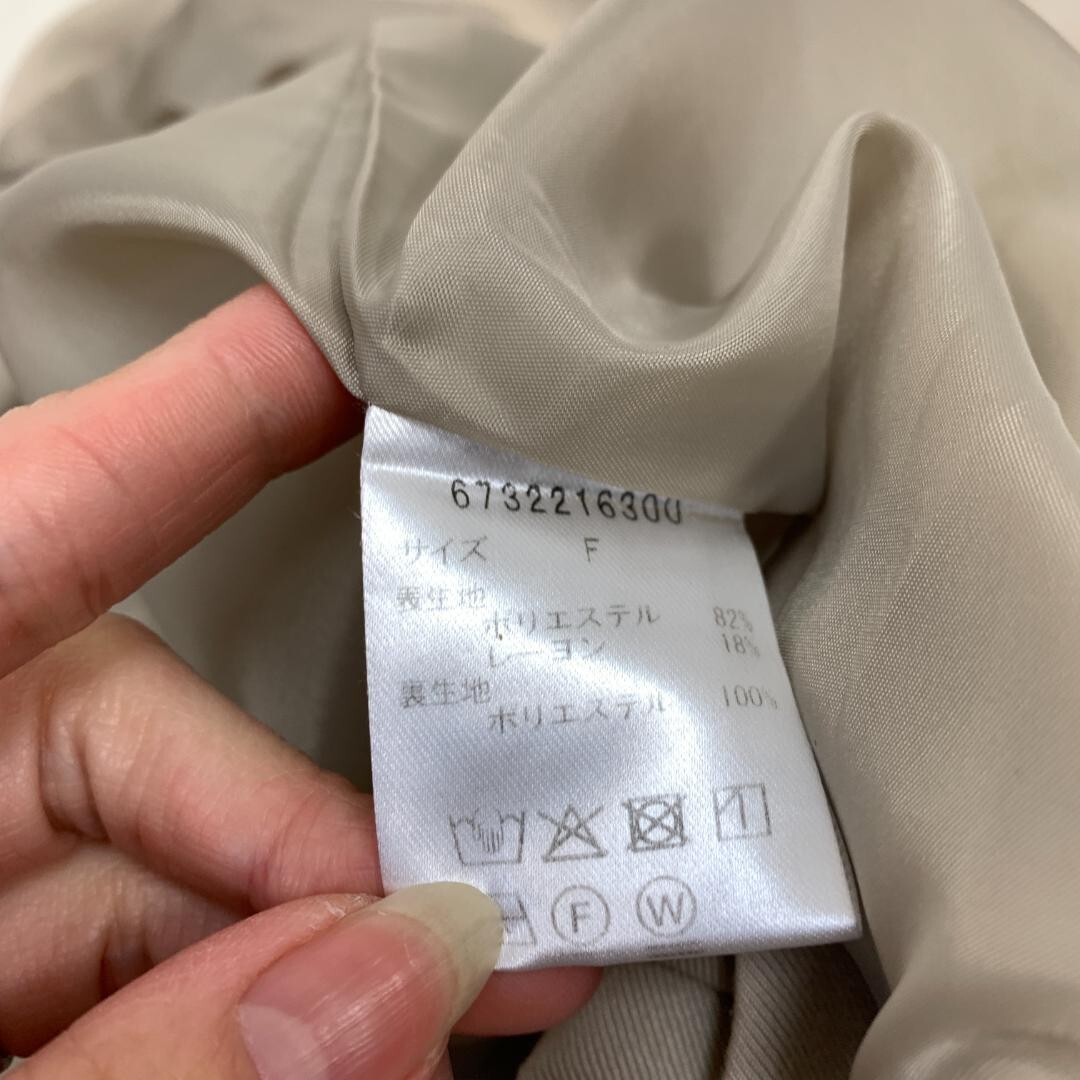 6732216300
サイズ F
表生地
ポリエステル 82%
レーヨン 18%
裏生地
ポリエステル 100%
F W